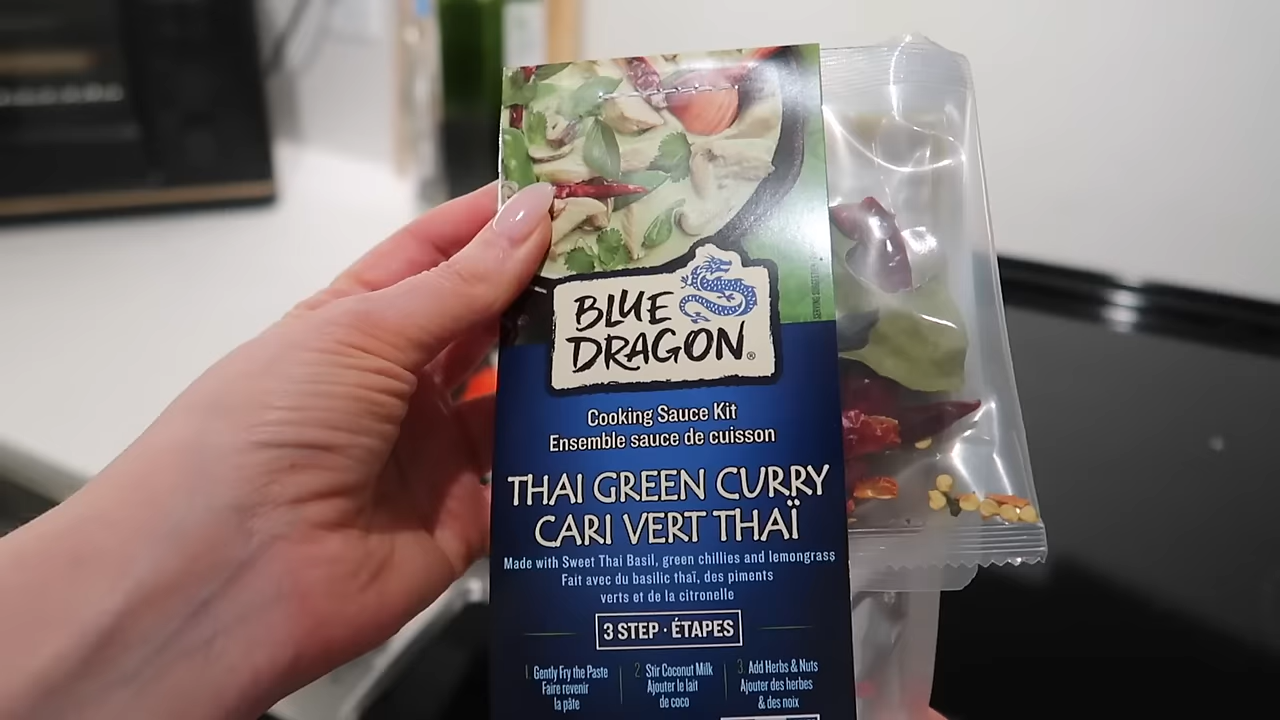 BLUE
DRAGON®
Cooking Sauce Kit
Ensemble sauce de cuisson
THAI GREEN CURRY
CARI VERT THAÏ
Made with Sweet Thai Basil, green chillies and lemongrass
Fait avec du basilic thaï, des piments
verts et de la citronelle
3 STEP · ÉTAPES
1 Gently Fry the Paste
Faire revenir
la pâte
2 Stir Coconut Milk
Ajouter le lait
de coco
3 Add Herbs & Nuts
Ajouter des herbes
& des noix